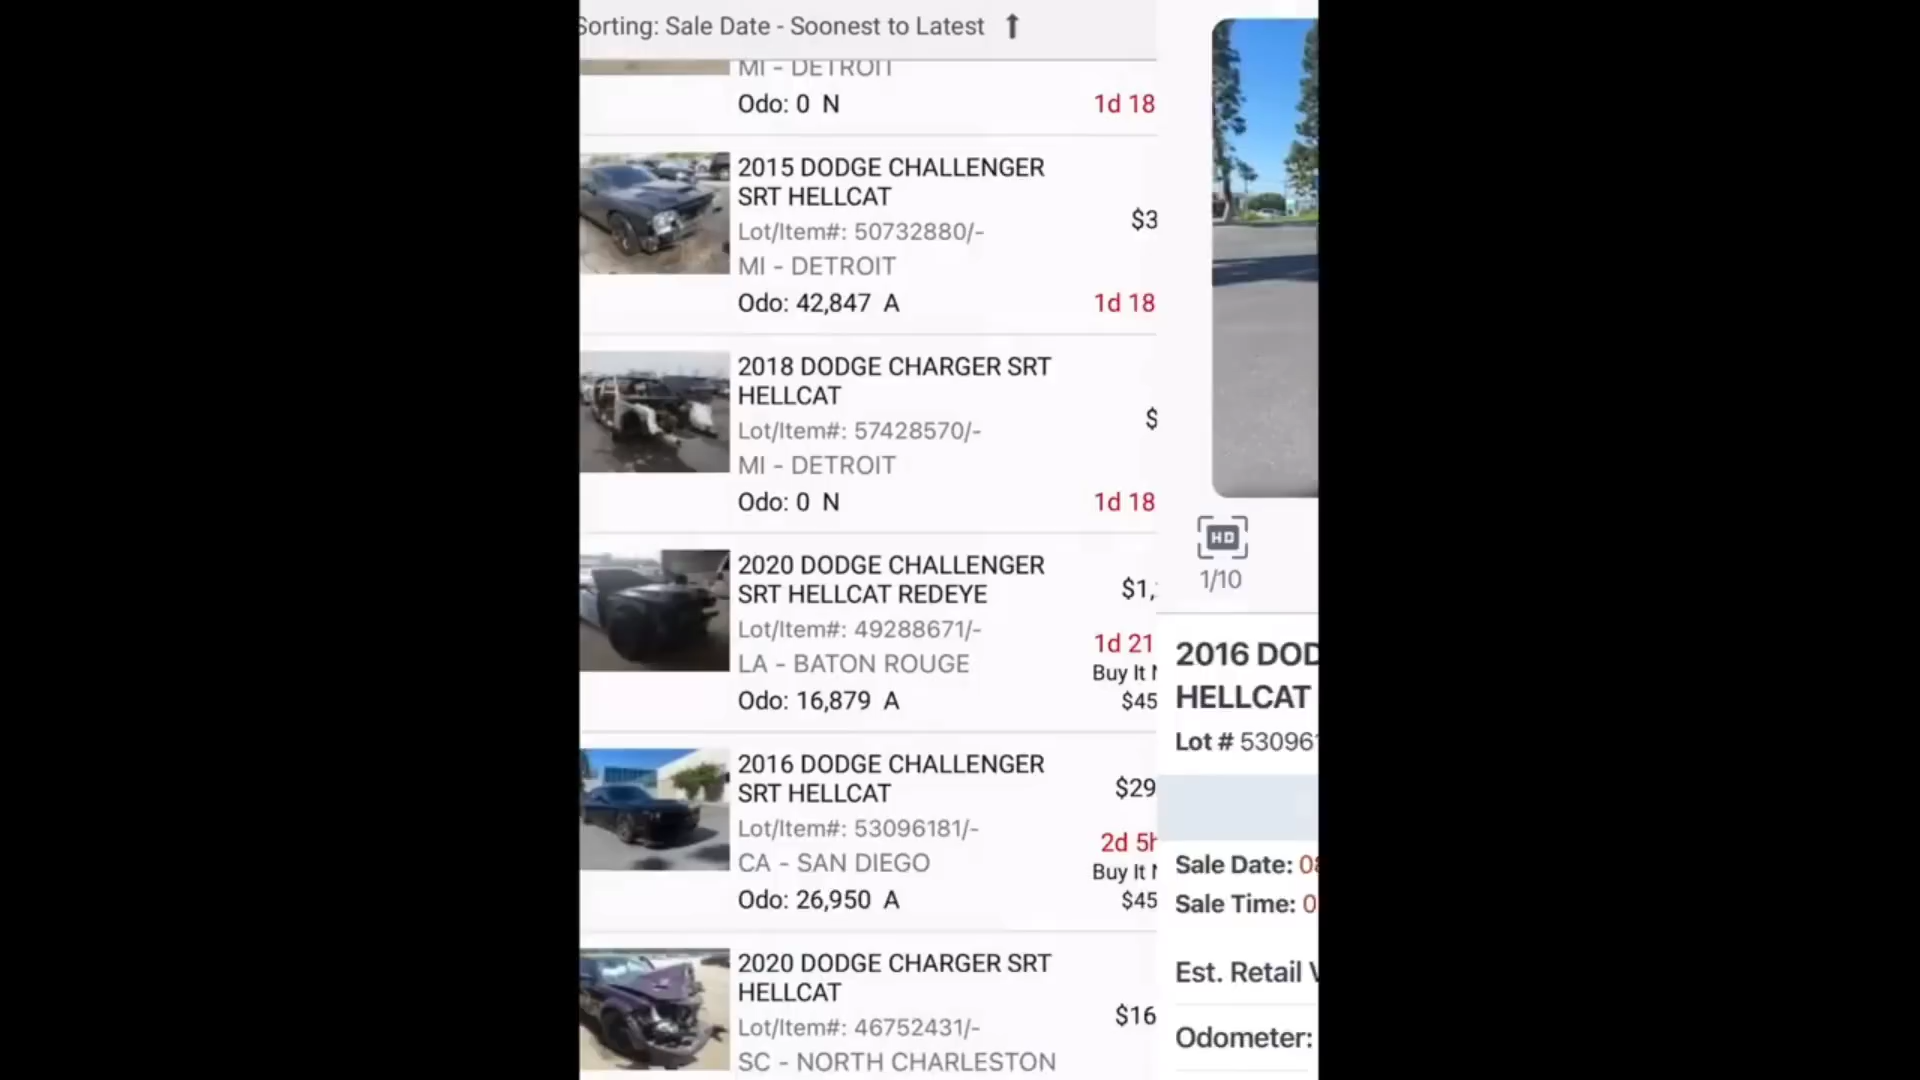 Sorting: Sale Date - Soonest to Latest
MI - DETROIT
Odo: 0 N
1d 18
2015 DODGE CHALLENGER
SRT HELLCAT
$3
Lot/Item#: 50732880/-
MI - DETROIT
Odo: 42,847 A
1d 18
2018 DODGE CHARGER SRT
HELLCAT
$
Lot/Item#: 57428570/-
MI - DETROIT
Odo: 0 N
1d 18
2020 DODGE CHALLENGER
SRT HELLCAT REDEYE
$1,
Lot/Item#: 49288671/-
1d 21
LA - BATON ROUGE
Buy It
Odo: 16,879 A
$45
2016 DODGE CHALLENGER
SRT HELLCAT
$29
Lot/Item#: 53096181/-
2d 5h
CA - SAN DIEGO
Buy It
Odo: 26,950 A
$45
2020 DODGE CHARGER SRT
HELLCAT
$16
Lot/Item#: 46752431/-
SC - NORTH CHARLESTON
HD
1/10
2016 DOD
HELLCAT
Lot # 53096
Sale Date: 08
Sale Time: 0
Est. Retail V
Odometer: